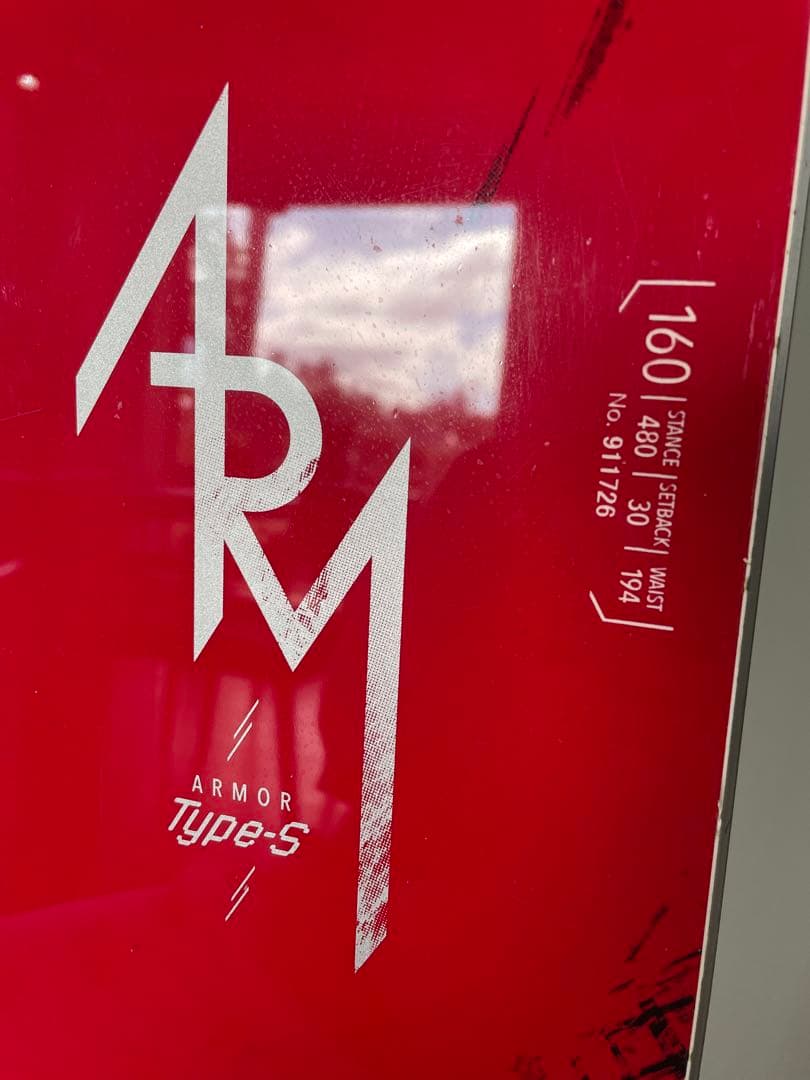 ARM
ARMOR
Type-S
160 | STANCE 480 | SETBACK 30 | WAIST 194
No. 911726